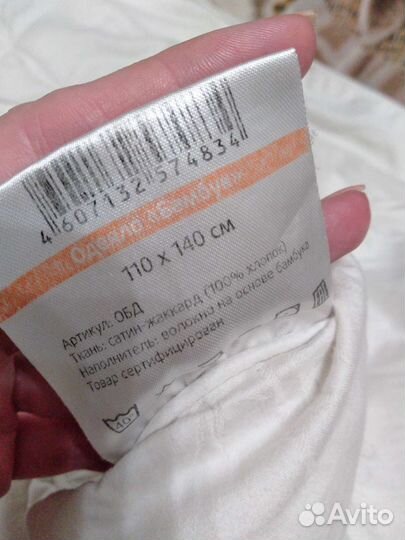 4607132574834
Одеяло «Бамбук»
110 x 140 см
Артикул: ОБД
Ткань: сатин-жаккард (100% хлопок)
Наполнитель: волокно на основе бамбука
Товар сертифицирован
40°
Avito